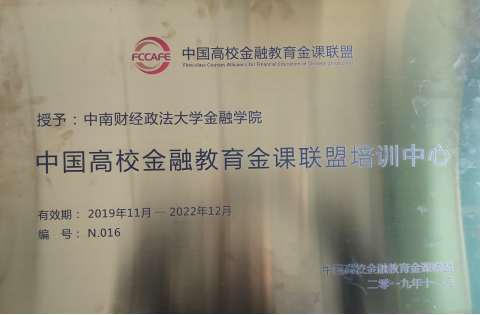 FCCAFE
中国高校金融教育金课联盟
First-class Courses Alliance for Financial Education of Chinese Universities
授予：中南财经政法大学金融学院
中国高校金融教育金课联盟培训中心
有效期：2019年11月 — 2022年12月
编 号：N.016
中国高校金融教育金课联盟
二零一九年十一月